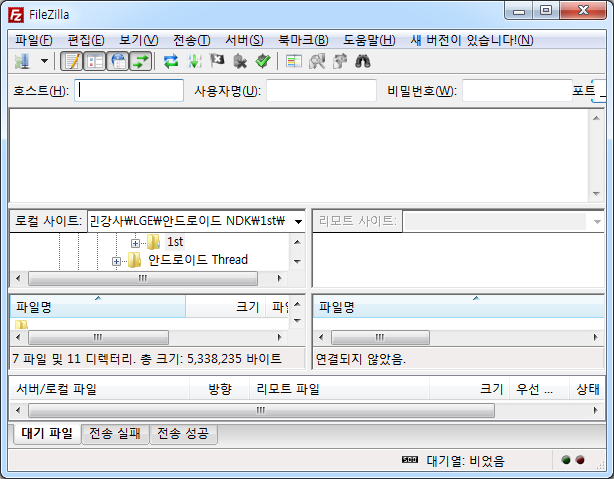 FileZilla
파일(F) 편집(E) 보기(V) 전송(T) 서버(S) 북마크(B) 도움말(H) 새 버전이 있습니다!(N)
호스트(H): 사용자명(U): 비밀번호(W): 포트
로컬 사이트: 민강사\LGE\안드로이드 NDK\1st\ 리모트 사이트:
1st
안드로이드 Thread
파일명 크기 파일 파일명
7 파일 및 11 디렉터리. 총 크기: 5,338,235 바이트 연결되지 않았음.
서버/로컬 파일 방향 리모트 파일 크기 우선 ... 상태
대기 파일 전송 실패 전송 성공
대기열: 비었음